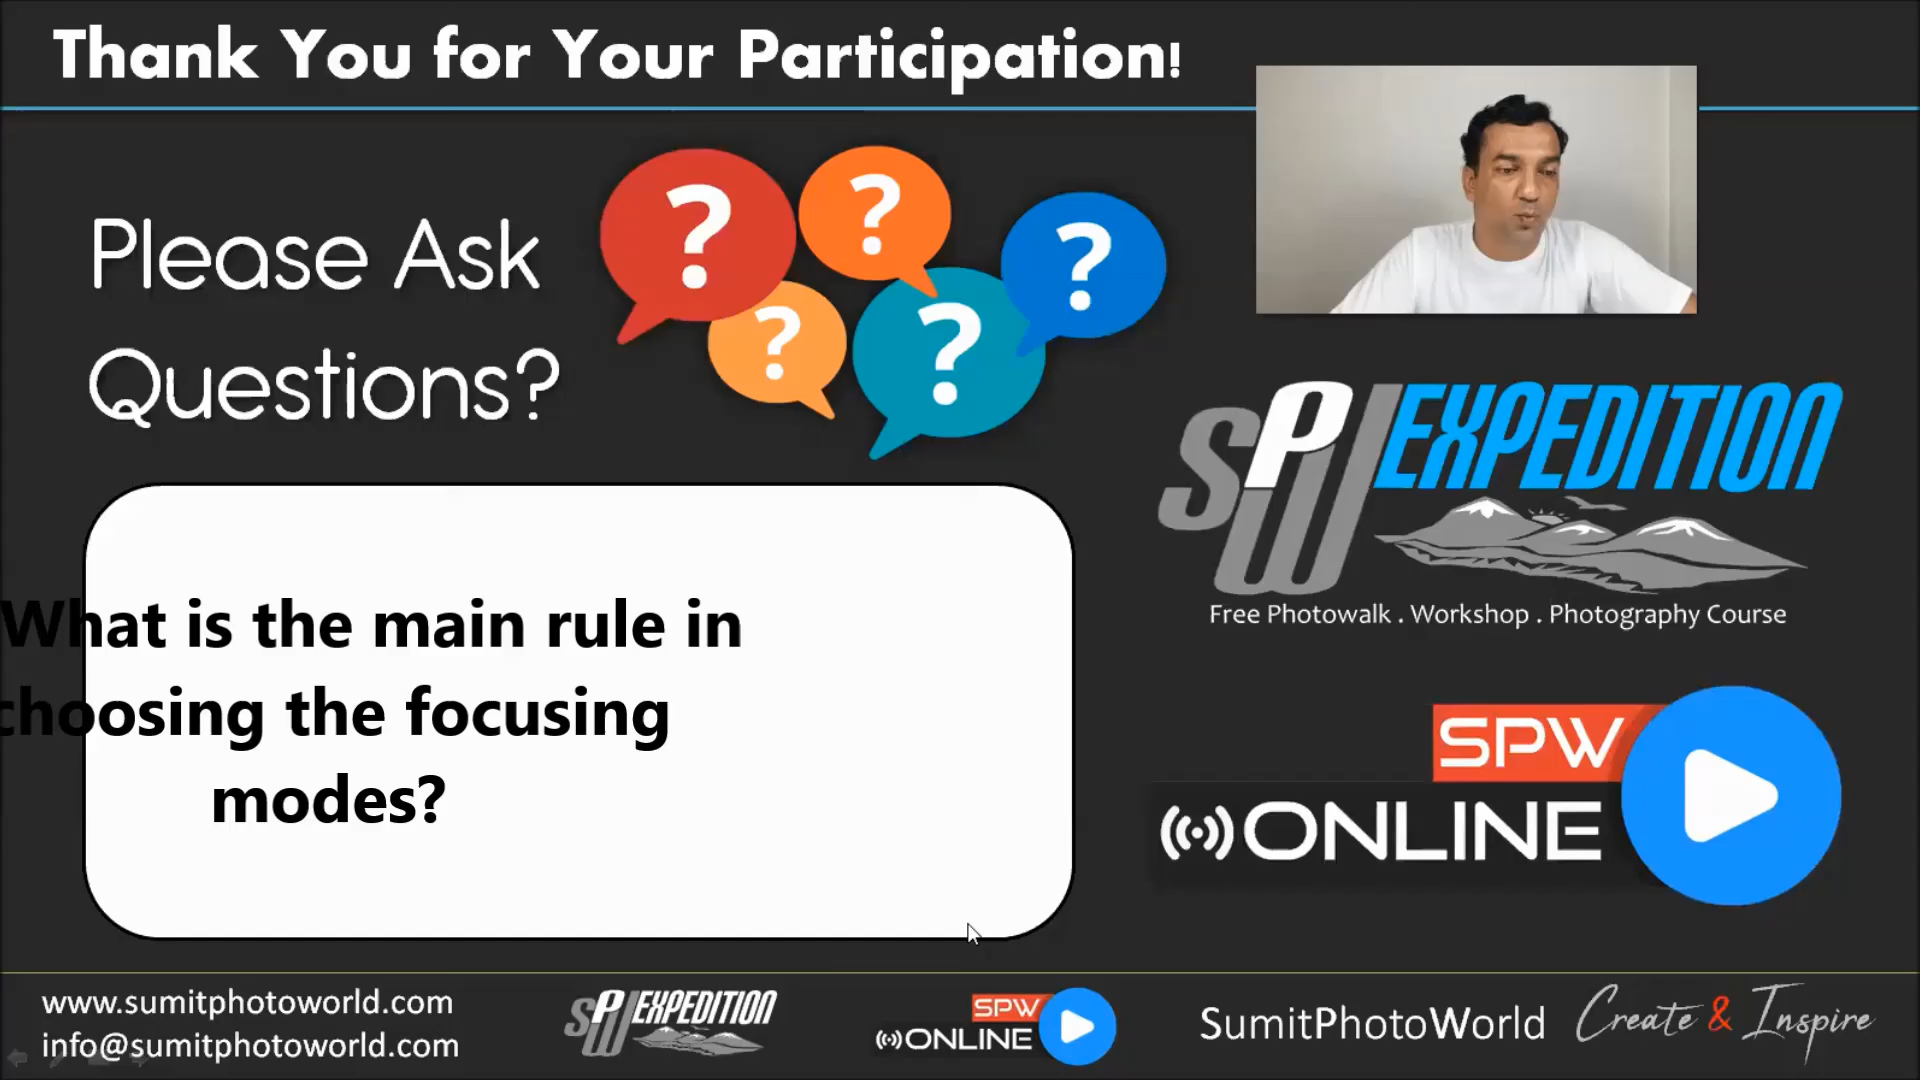 Thank You for Your Participation!
Please Ask
Questions?
? ? ? ? ?
What is the main rule in
choosing the focusing
modes?
SPW EXPEDITION
Free Photowalk . Workshop . Photography Course
SPW
ONLINE
www.sumitphotoworld.com
info@sumitphotoworld.com
SPW EXPEDITION
SPW
ONLINE
SumitPhotoWorld
Create & Inspire